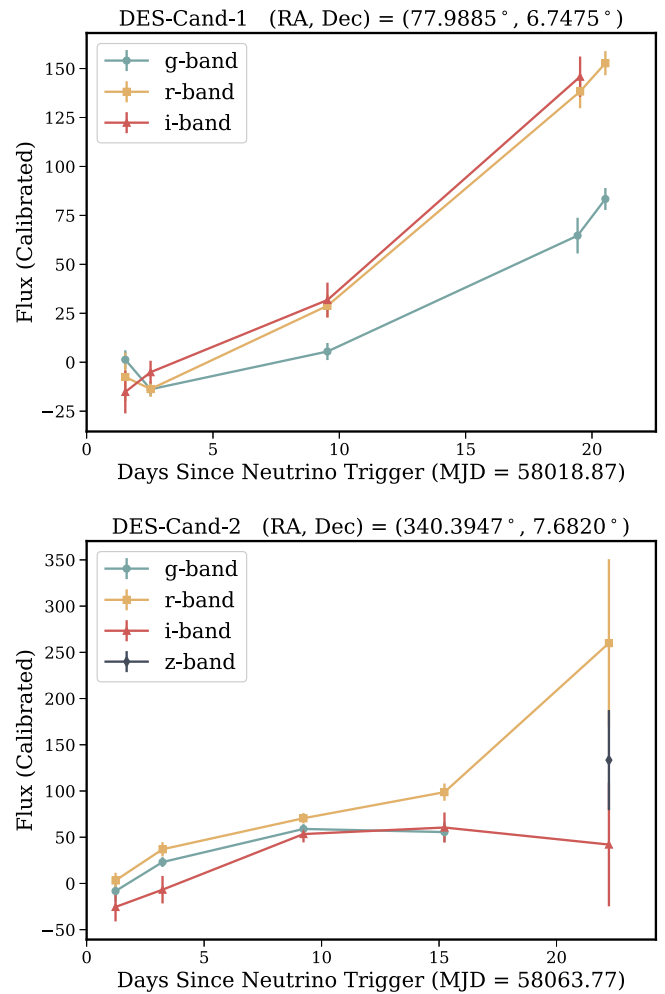 DES-Cand-1 (RA, Dec) = (77.9885°, 6.7475°)
g-band
r-band
i-band
Flux (Calibrated)
150
125
100
75
50
25
0
−25
0 5 10 15 20
Days Since Neutrino Trigger (MJD = 58018.87)
DES-Cand-2 (RA, Dec) = (340.3947°, 7.6820°)
g-band
r-band
i-band
z-band
Flux (Calibrated)
350
300
250
200
150
100
50
0
−50
0 5 10 15 20
Days Since Neutrino Trigger (MJD = 58063.77)